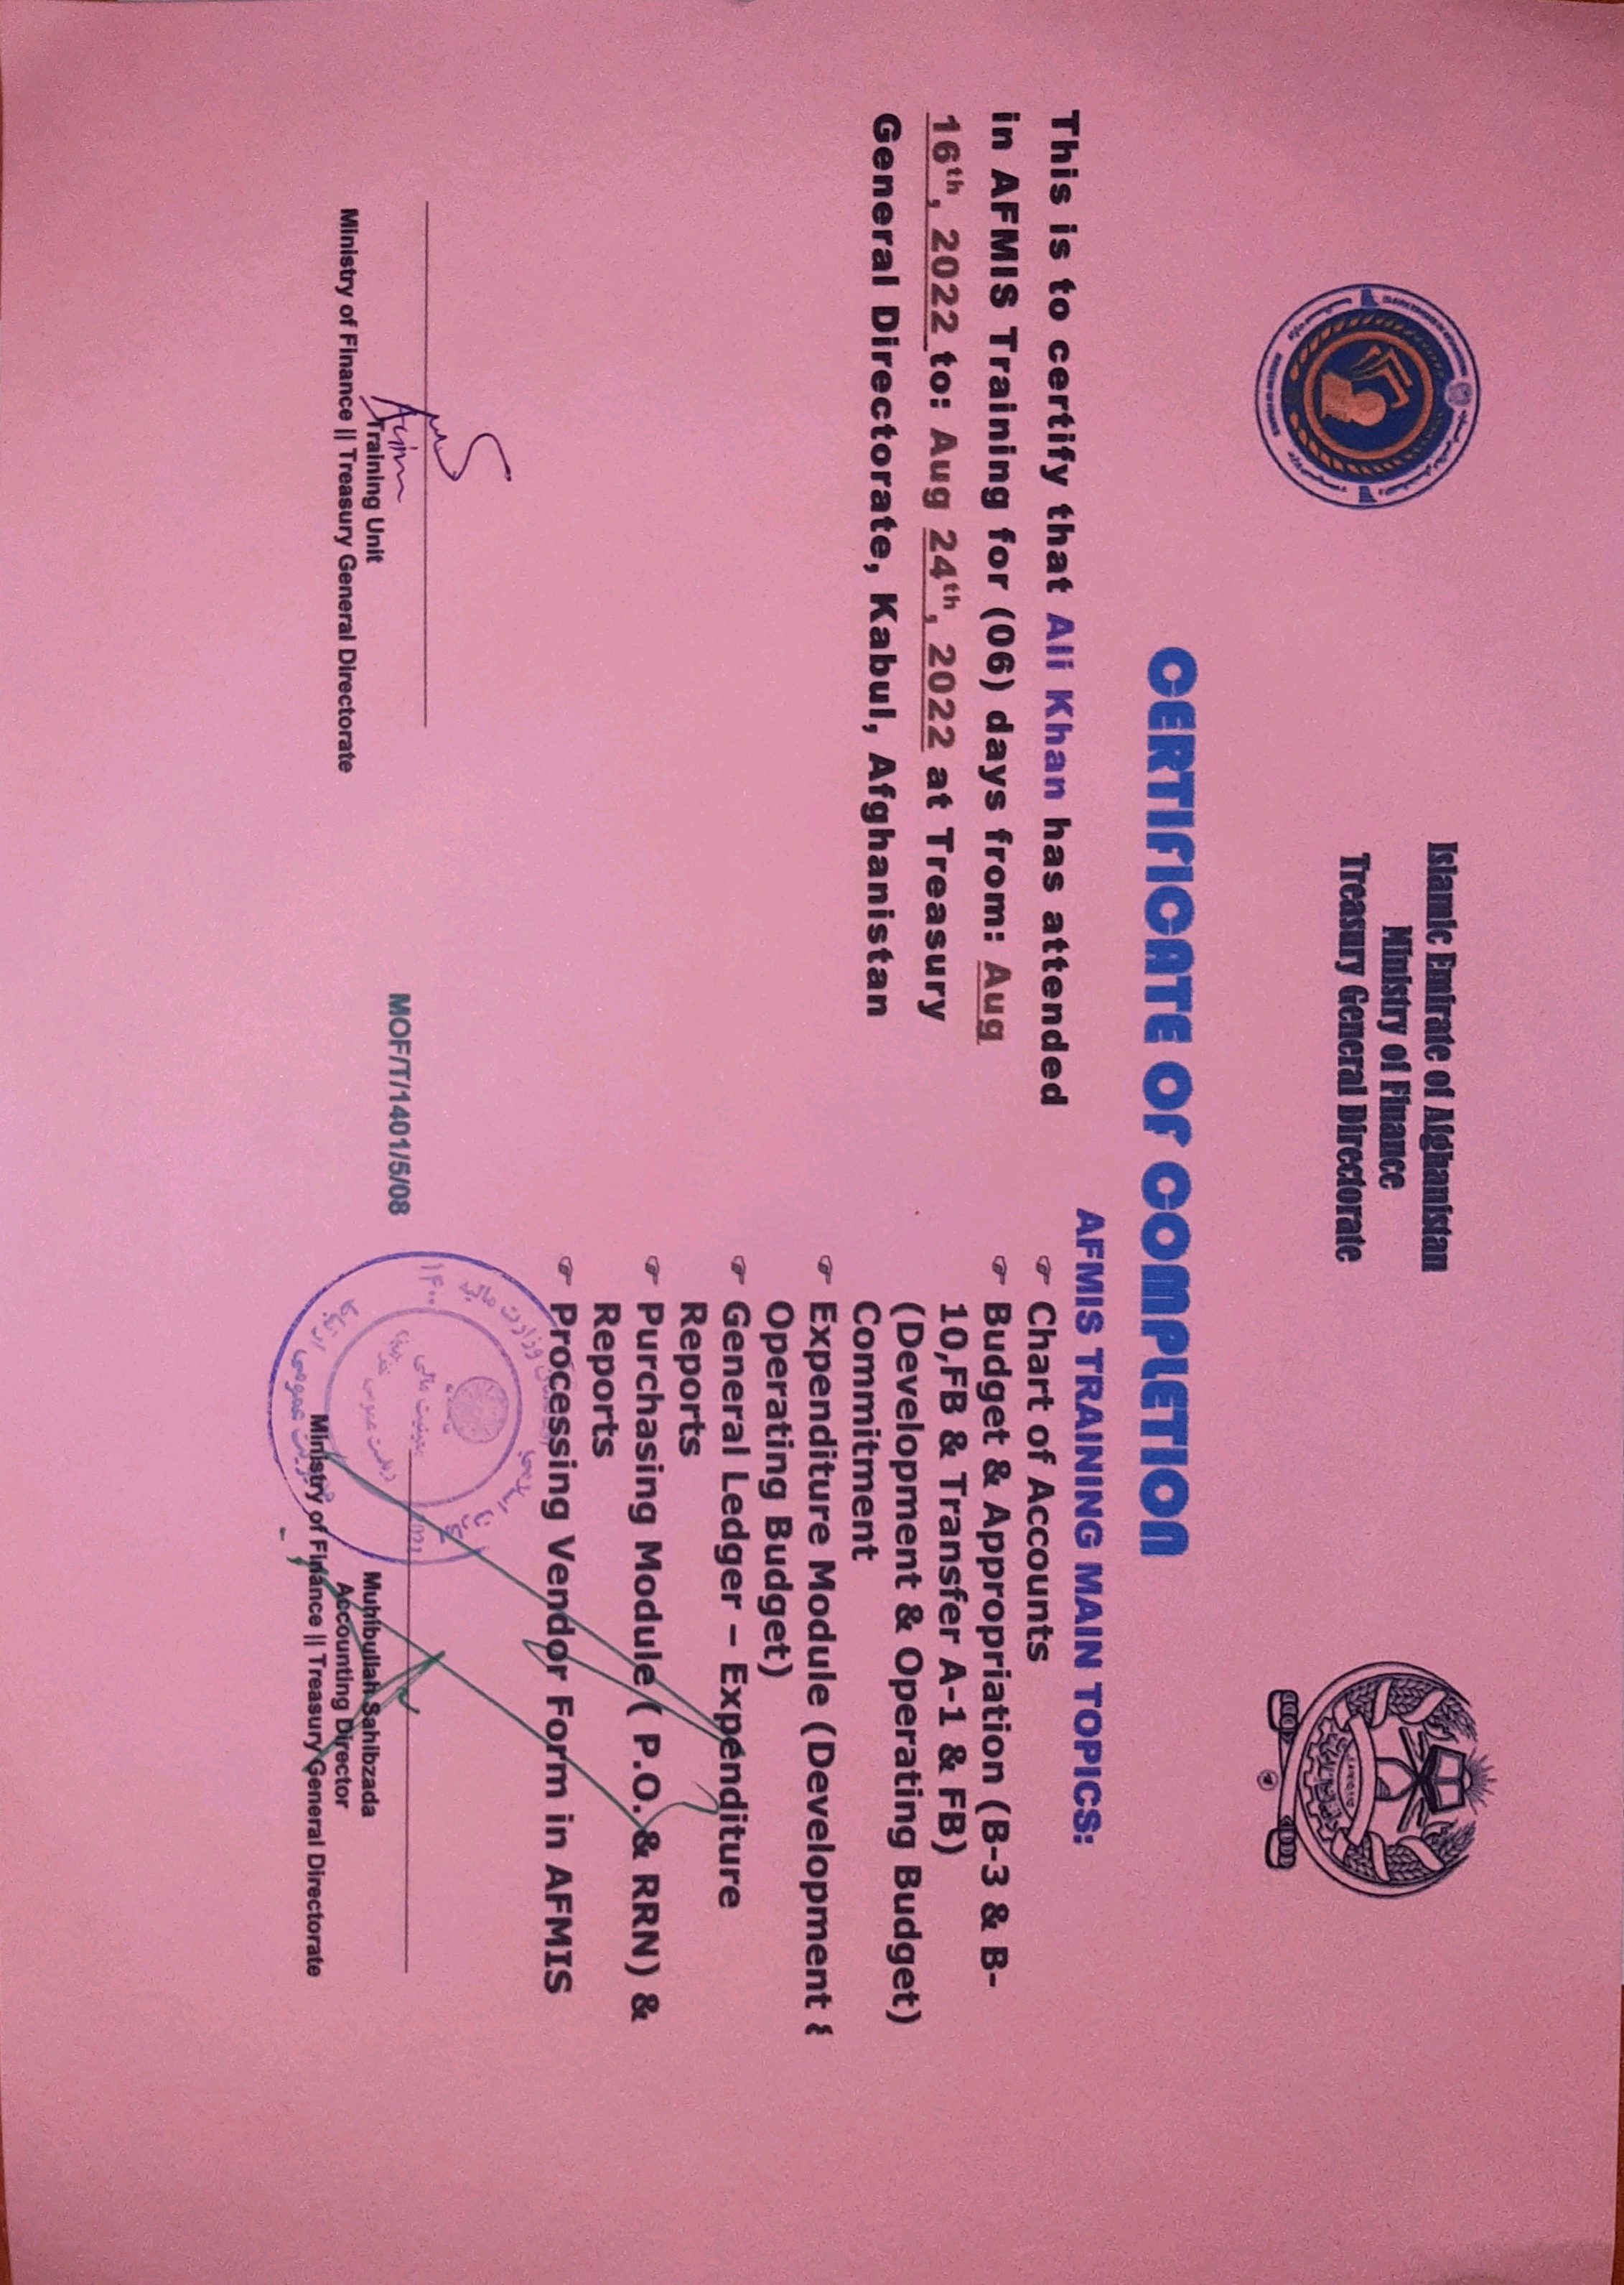 Islamic Emirate of Afghanistan
Ministry of Finance
Treasury General Directorate
CERTIFICATE OF COMPLETION
This is to certify that Ali Khan has attended
in AFMIS Training for (06) days from: Aug
16th, 2022 to: Aug 24th, 2022 at Treasury
General Directorate, Kabul, Afghanistan
AFMIS TRAINING MAIN TOPICS:
☞ Chart of Accounts
☞ Budget & Appropriation (B-3 & B-
10,FB & Transfer A-1 & FB)
(Development & Operating Budget)
Commitment
☞ Expenditure Module (Development &
Operating Budget)
☞ General Ledger – Expenditure
Reports
☞ Purchasing Module ( P.O. & RRN) &
Reports
☞ Processing Vendor Form in AFMIS
Training Unit
Ministry of Finance || Treasury General Directorate
MOF/T/1401/5/08
وزارت مالیه
۱۴۰۰
2021
Muhibullah Sahibzada
Accounting Director
Ministry of Finance || Treasury General Directorate